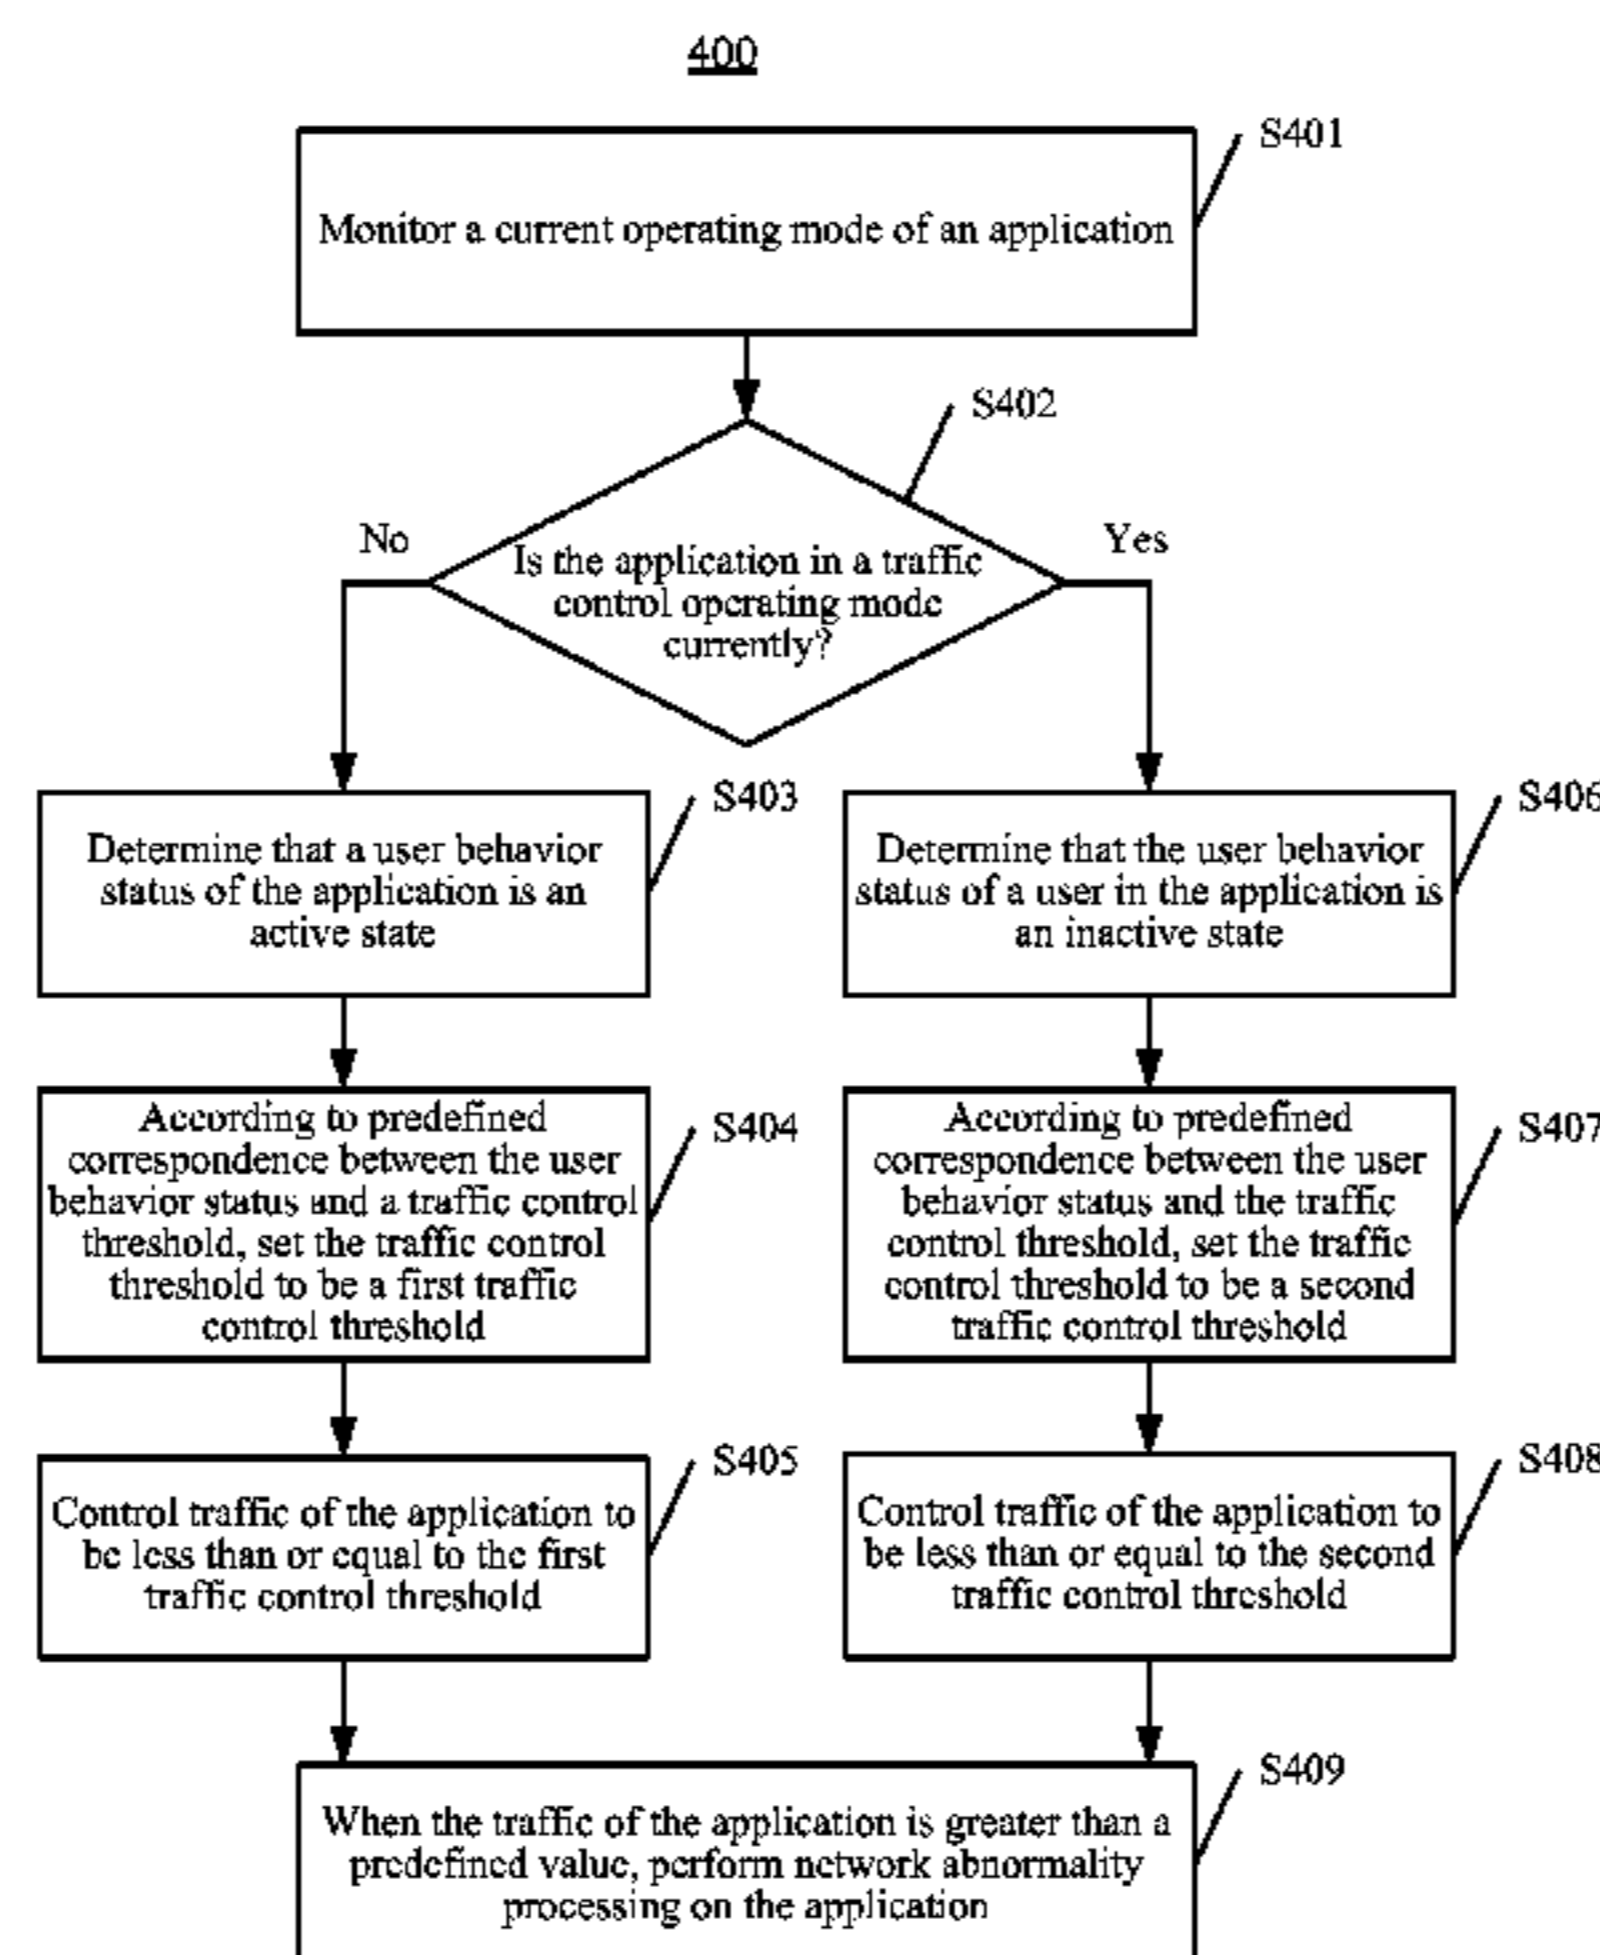 400
S401
Monitor a current operating mode of an application
S402
No
Yes
Is the application in a traffic
control operating mode
currently?
S403
Determine that a user behavior
status of the application is an
active state
S406
Determine that the user behavior
status of a user in the application is
an inactive state
S404
According to predefined
correspondence between the user
behavior status and a traffic control
threshold, set the traffic control
threshold to be a first traffic
control threshold
S407
According to predefined
correspondence between the user
behavior status and the traffic
control threshold, set the traffic
control threshold to be a second
traffic control threshold
S405
Control traffic of the application to
be less than or equal to the first
traffic control threshold
S408
Control traffic of the application to
be less than or equal to the second
traffic control threshold
S409
When the traffic of the application is greater than a
predefined value, perform network abnormality
processing on the application